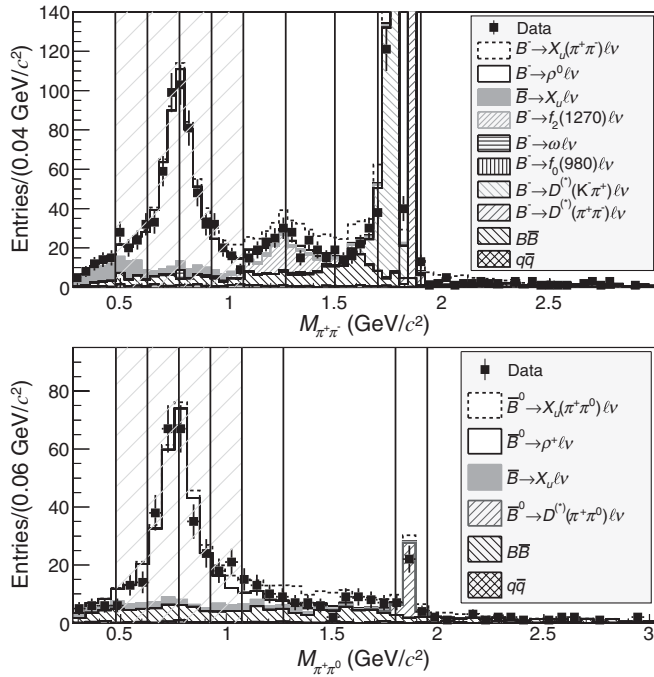 140
120
100
80
60
40
20
0
0.5
1
1.5
2
2.5
Entries/(0.04 GeV/c²)
M_π⁺π⁻ (GeV/c²)
Data
B⁻→X_u(π⁺π⁻)ℓν
B⁻→ρ⁰ℓν
B̅→X_uℓν
B⁻→f₂(1270)ℓν
B⁻→ωℓν
B⁻→f₀(980)ℓν
B⁻→D⁽*⁾(K⁻π⁺)ℓν
B⁻→D⁽*⁾(π⁺π⁻)ℓν
BB̅
qq̅
80
60
40
20
0
0.5
1
1.5
2
2.5
3
Entries/(0.06 GeV/c²)
M_π⁺π⁰ (GeV/c²)
Data
B̅⁰→X_u(π⁺π⁰)ℓν
B̅⁰→ρ⁺ℓν
B̅→X_uℓν
B̅⁰→D⁽*⁾(π⁺π⁰)ℓν
BB̅
qq̅